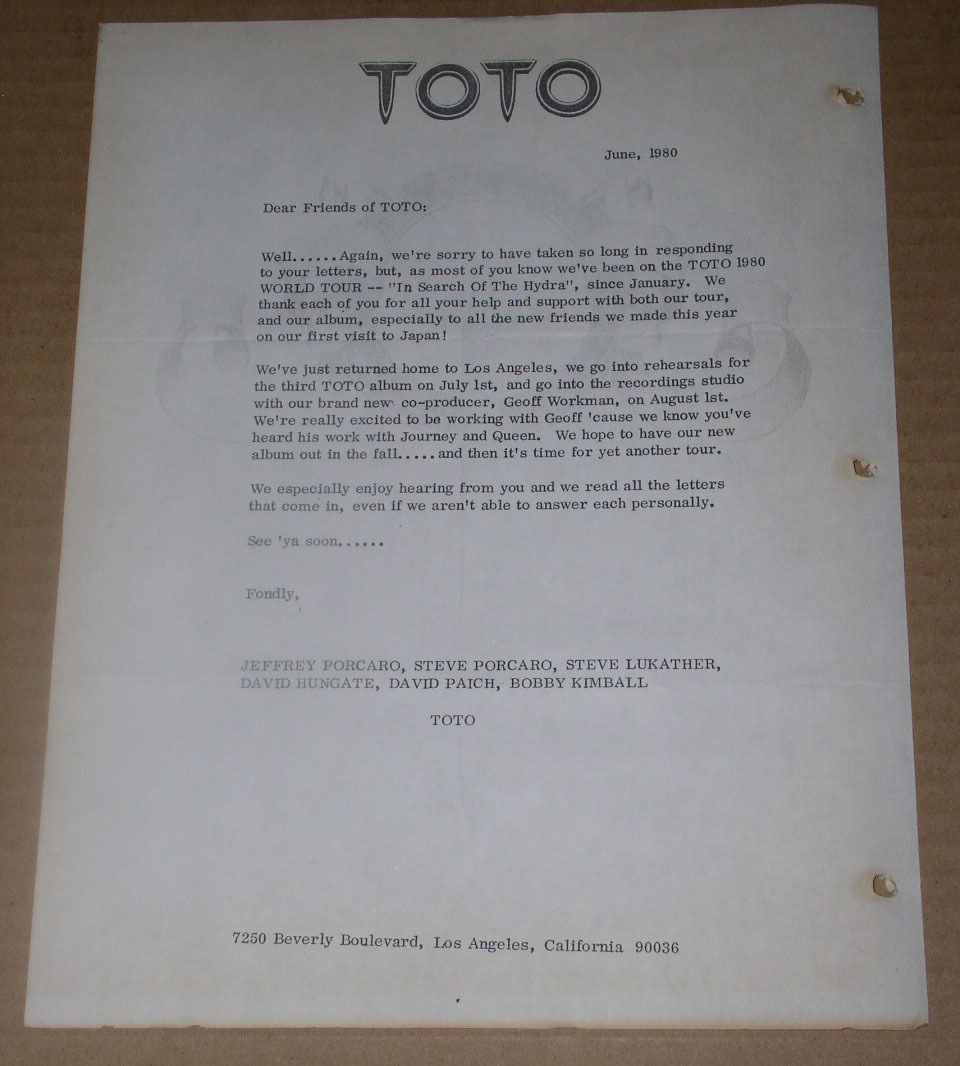 TOTO
June, 1980
Dear Friends of TOTO:
Well......Again, we're sorry to have taken so long in responding
to your letters, but, as most of you know we've been on the TOTO 1980
WORLD TOUR -- "In Search Of The Hydra", since January. We
thank each of you for all your help and support with both our tour,
and our album, especially to all the new friends we made this year
on our first visit to Japan!
We've just returned home to Los Angeles, we go into rehearsals for
the third TOTO album on July 1st, and go into the recordings studio
with our brand new co-producer, Geoff Workman, on August 1st.
We're really excited to be working with Geoff 'cause we know you've
heard his work with Journey and Queen. We hope to have our new
album out in the fall.....and then it's time for yet another tour.
We especially enjoy hearing from you and we read all the letters
that come in, even if we aren't able to answer each personally.
See 'ya soon......
Fondly,
JEFFREY PORCARO, STEVE PORCARO, STEVE LUKATHER,
DAVID HUNGATE, DAVID PAICH, BOBBY KIMBALL
TOTO
7250 Beverly Boulevard, Los Angeles, California 90036